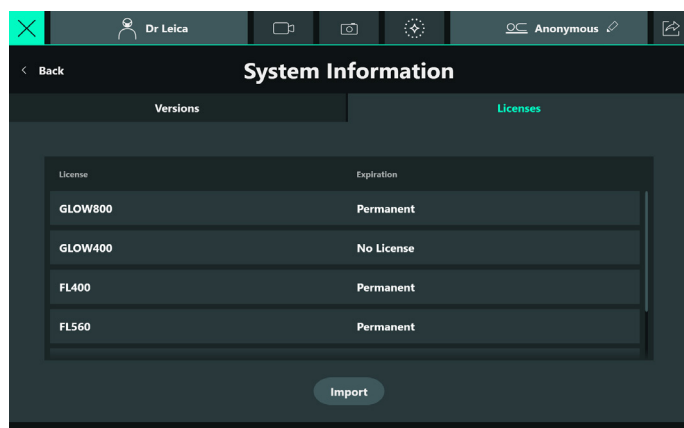 Dr Leica Anonymous
< Back System Information
Versions Licenses
License Expiration
GLOW800 Permanent
GLOW400 No License
FL400 Permanent
FL560 Permanent
Import